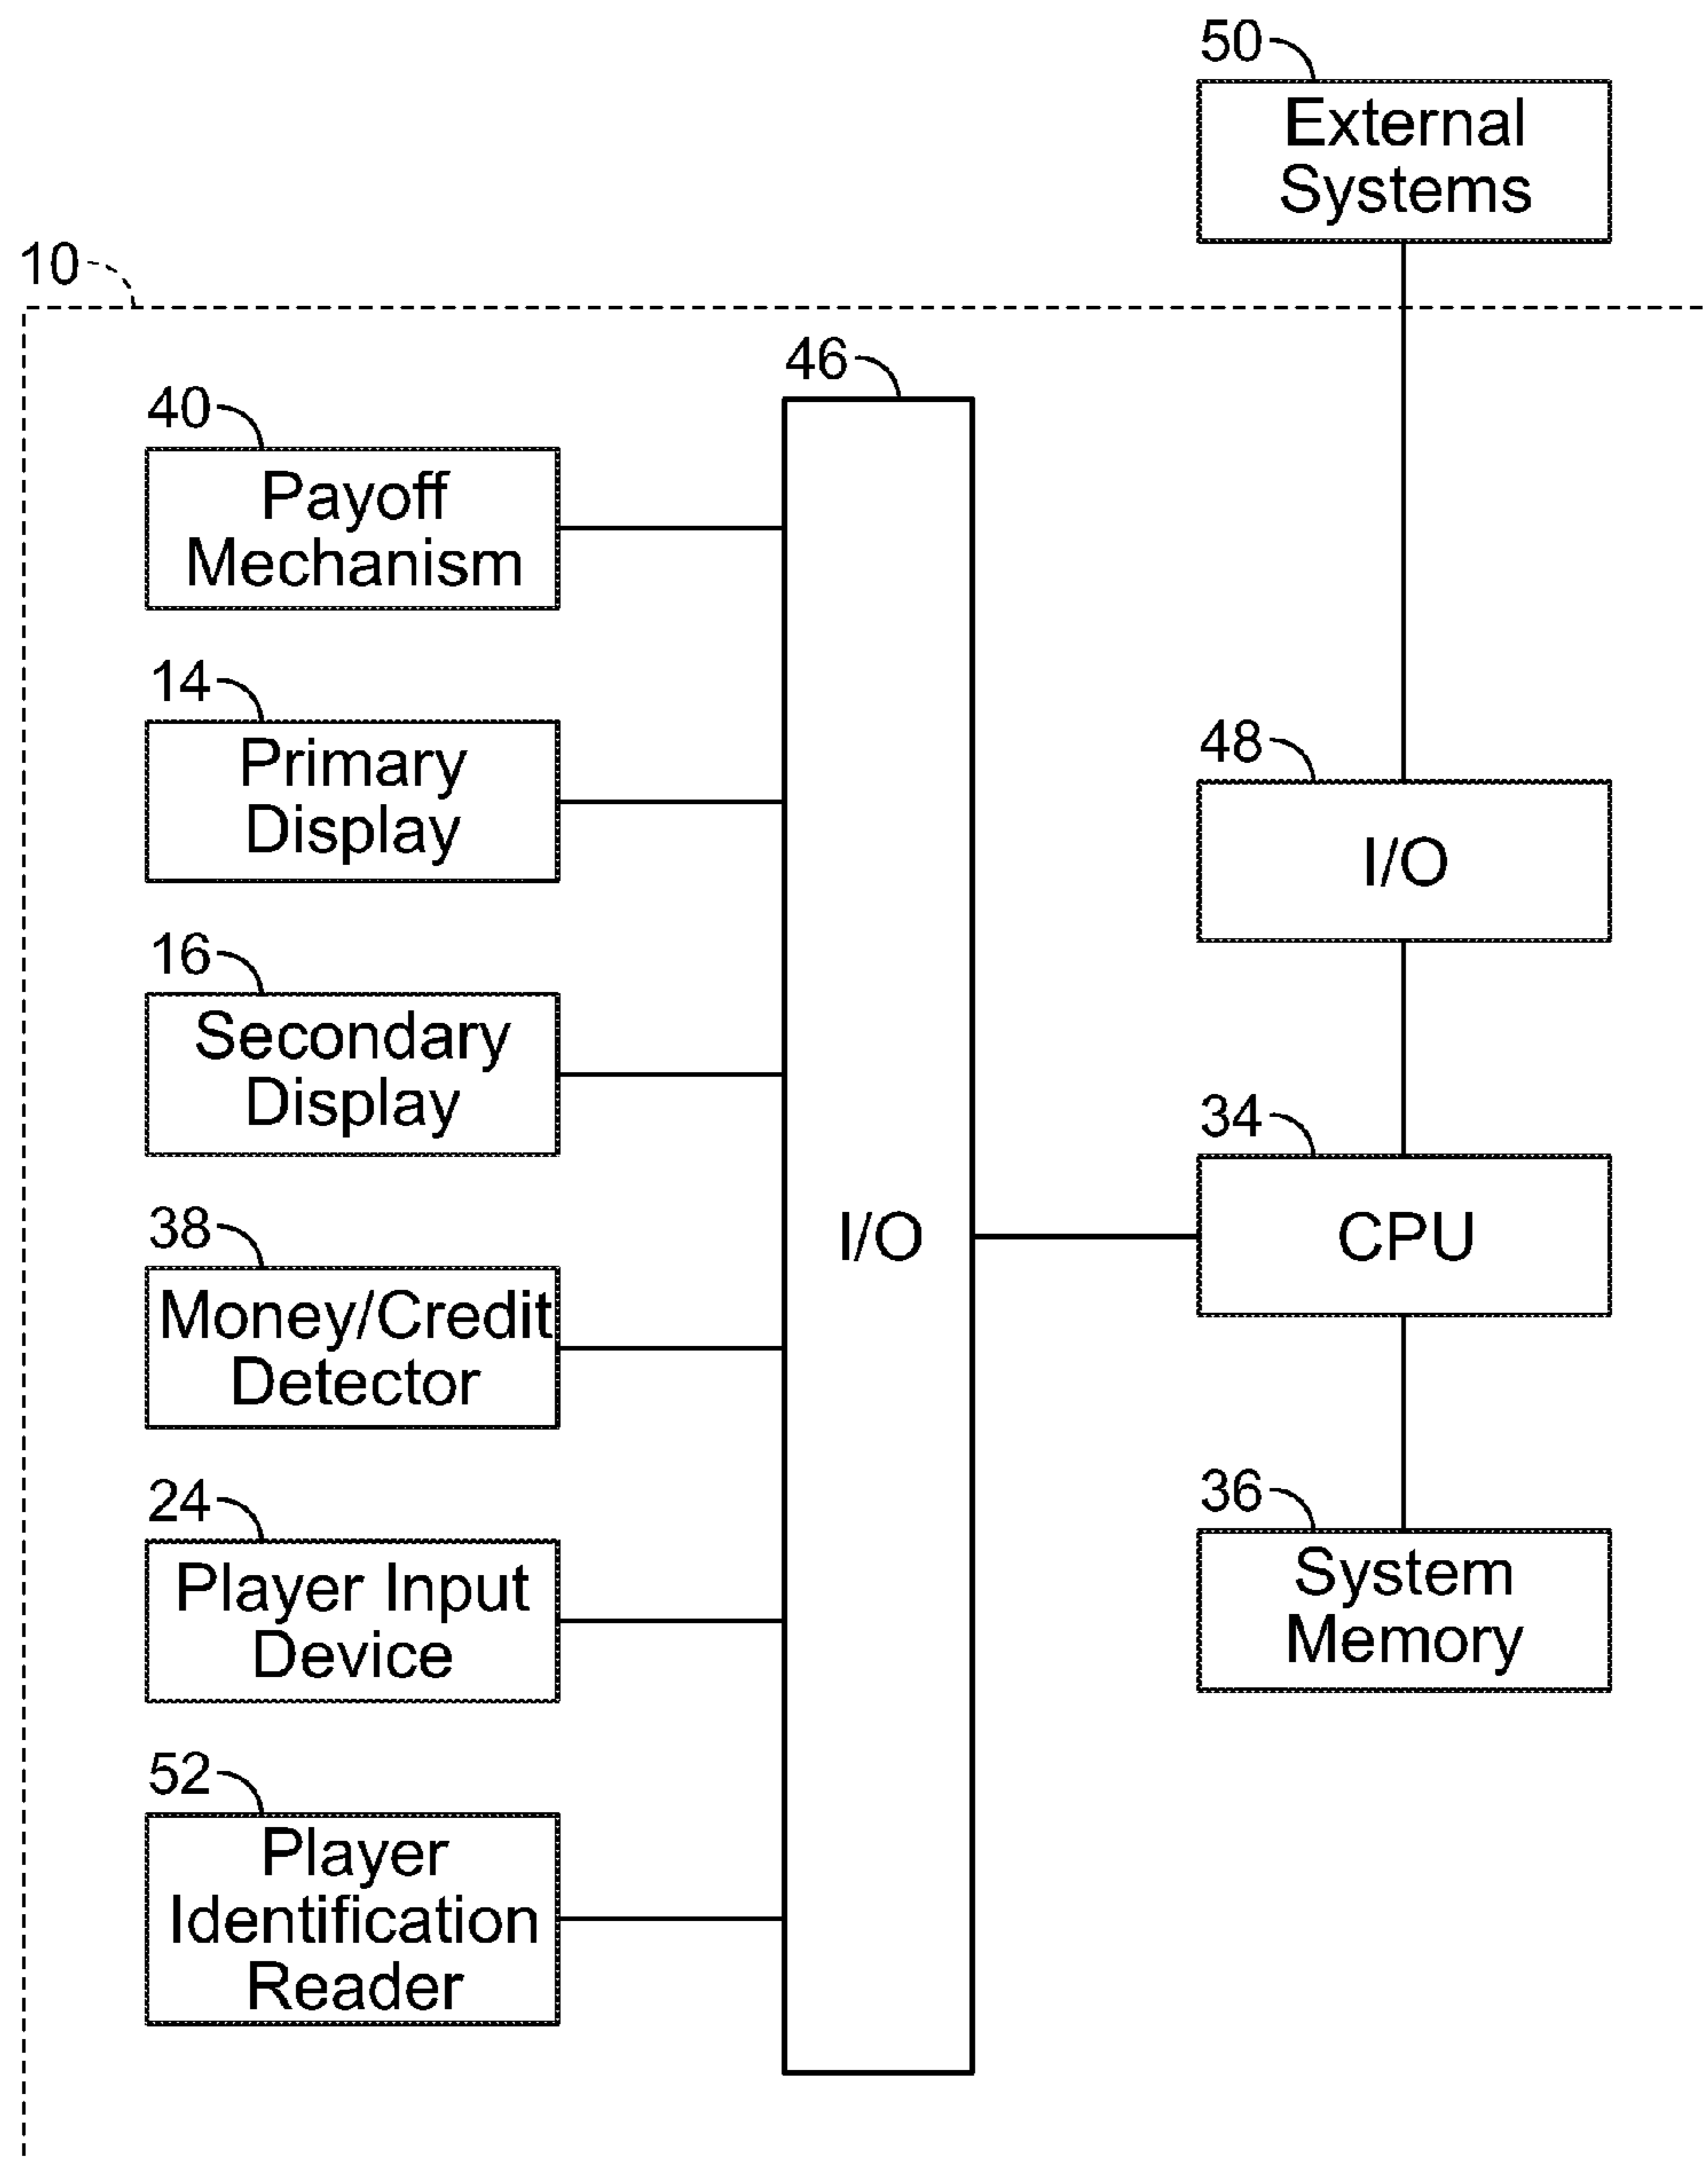 50
External
Systems
10
46
40
Payoff
Mechanism
14
Primary
Display
48
I/O
16
Secondary
Display
34
CPU
I/O
38
Money/Credit
Detector
24
Player Input
Device
36
System
Memory
52
Player
Identification
Reader